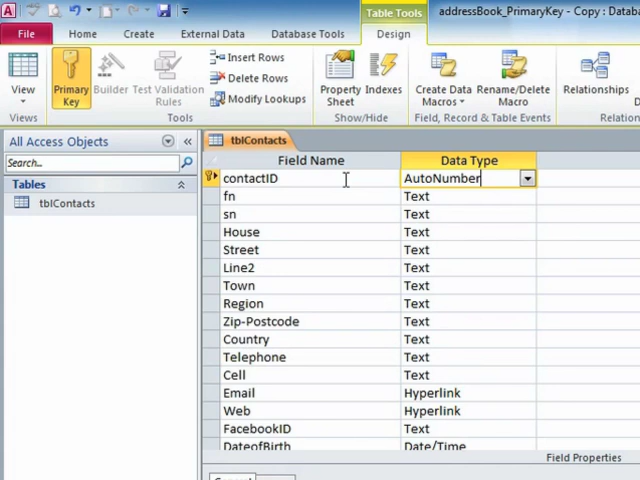 Table Tools
addressBook_PrimaryKey - Copy : Databa
File Home Create External Data Database Tools Design
View
Primary Key
Builder
Test Validation Rules
Insert Rows
Delete Rows
Modify Lookups
Property Sheet
Indexes
Create Data Macros
Rename/Delete Macro
Relationships
Views Tools Show/Hide Field, Record & Table Events Relation
All Access Objects
Search...
Tables
tblContacts
tblContacts
Field Name Data Type
contactID AutoNumber
fn Text
sn Text
House Text
Street Text
Line2 Text
Town Text
Region Text
Zip-Postcode Text
Country Text
Telephone Text
Cell Text
Email Hyperlink
Web Hyperlink
FacebookID Text
DateofBirth Date/Time
Field Properties
General